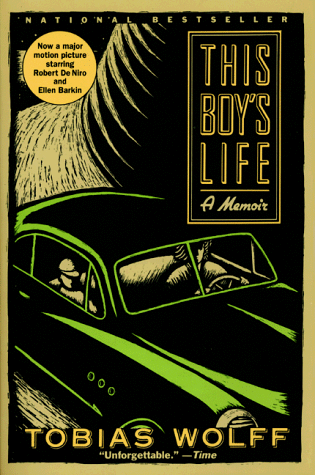 NATIONAL BESTSELLER
Now a major
motion picture
starring
Robert De Niro
and
Ellen Barkin
THIS
BOY'S
LIFE
A Memoir
TOBIAS WOLFF
"Unforgettable." —Time